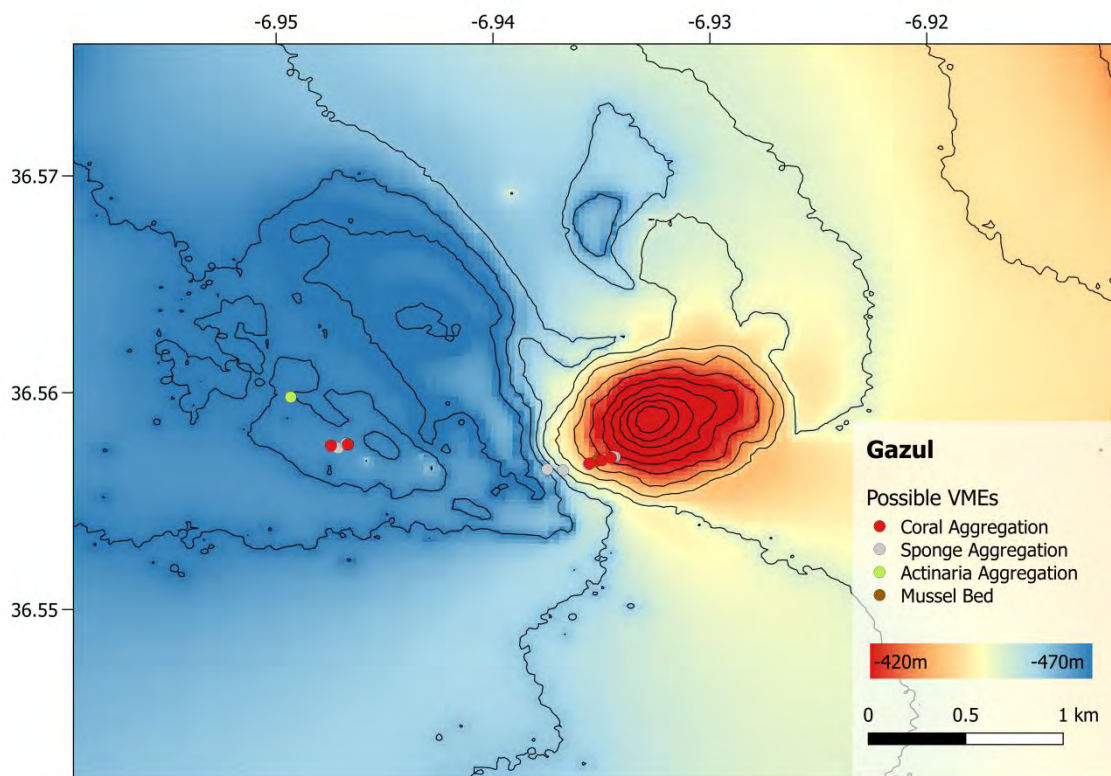 -6.95 -6.94 -6.93 -6.92
36.57
36.56
36.55
Gazul
Possible VMEs
Coral Aggregation
Sponge Aggregation
Actinaria Aggregation
Mussel Bed
-420m -470m
0 0.5 1 km